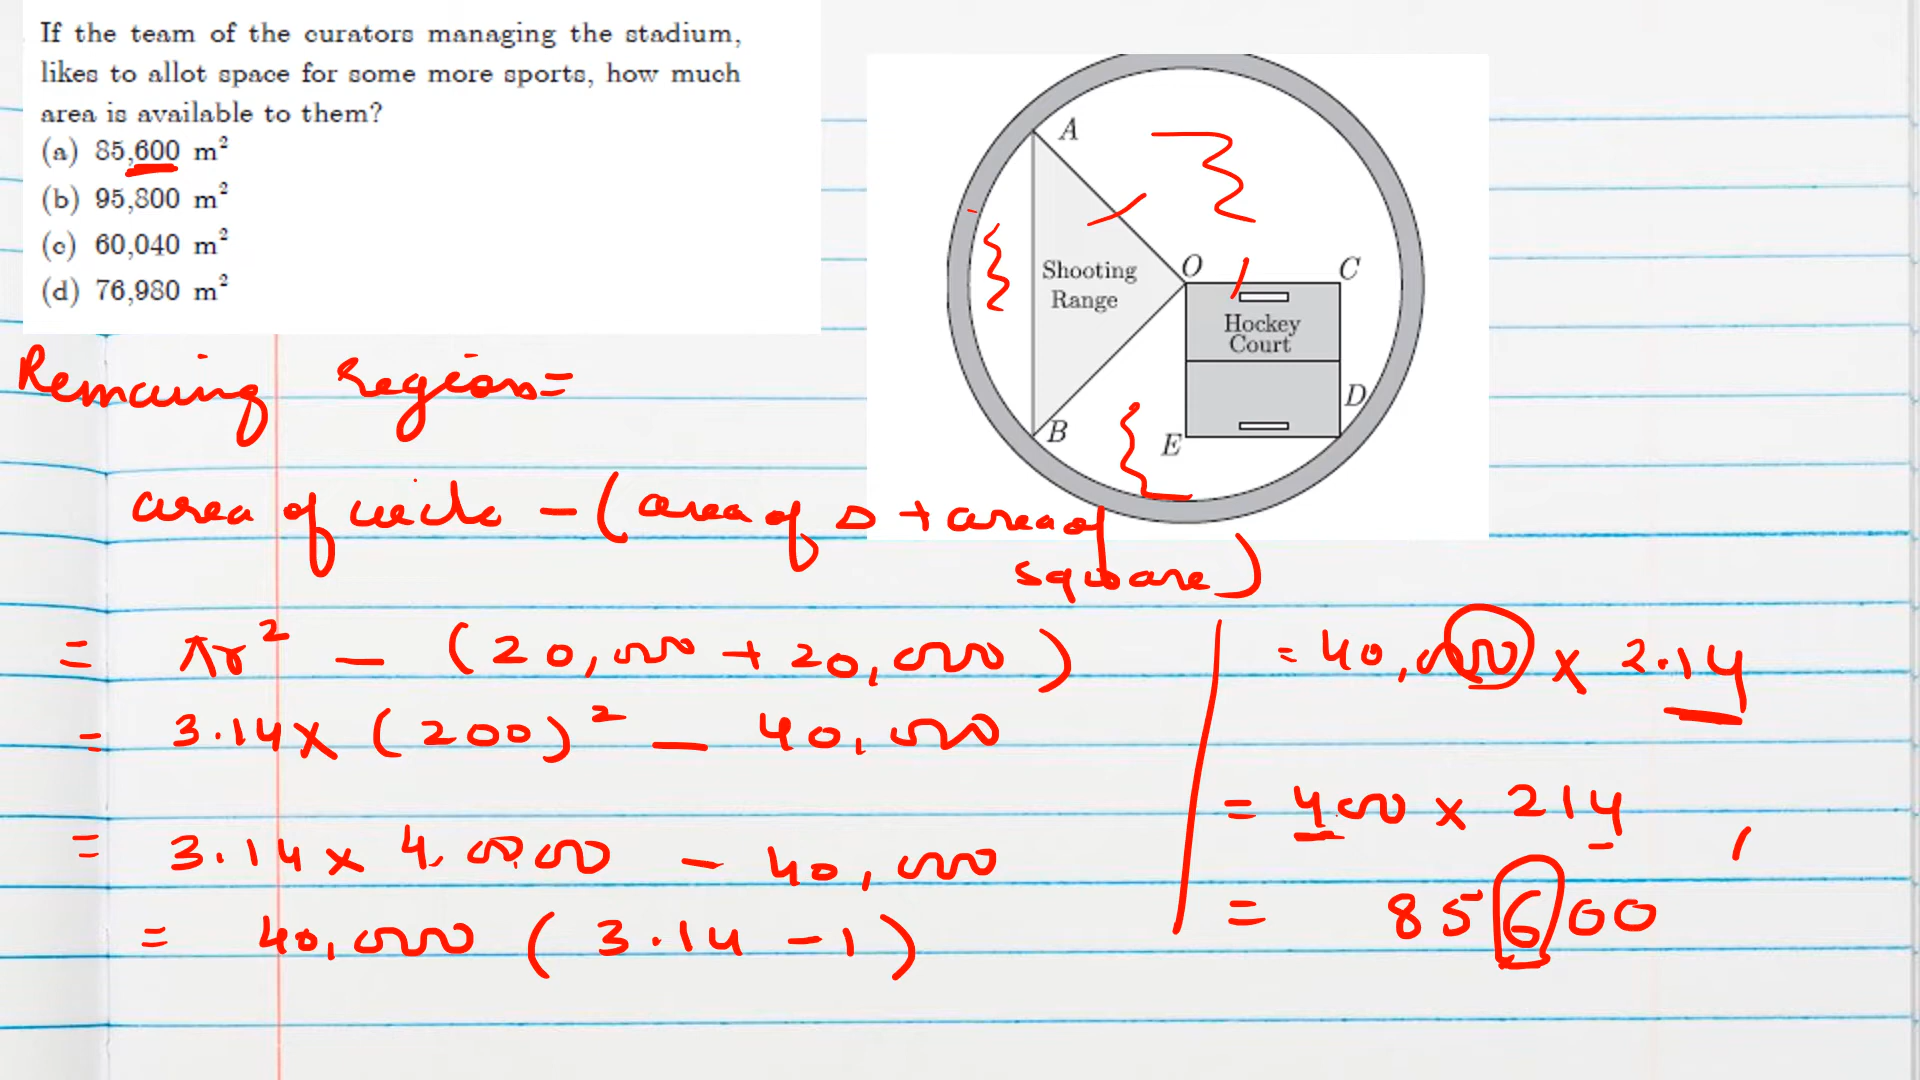 If the team of the curators managing the stadium,
likes to allot space for some more sports, how much
area is available to them?
(a) 85,600 m²
(b) 95,800 m²
(c) 60,040 m²
(d) 76,980 m²
A
O
C
Shooting
Range
Hockey
Court
D
B
E
Remaing region=
area of circle - (area of Δ + area of
square)
= πr² - (20,000 + 20,000)
= 3.14 x (200)² - 40,000
= 3.14 x 4,0000 - 40,000
= 40,000 (3.14 - 1)
= 40,000 x 2.14
= 400 x 214
= 85600